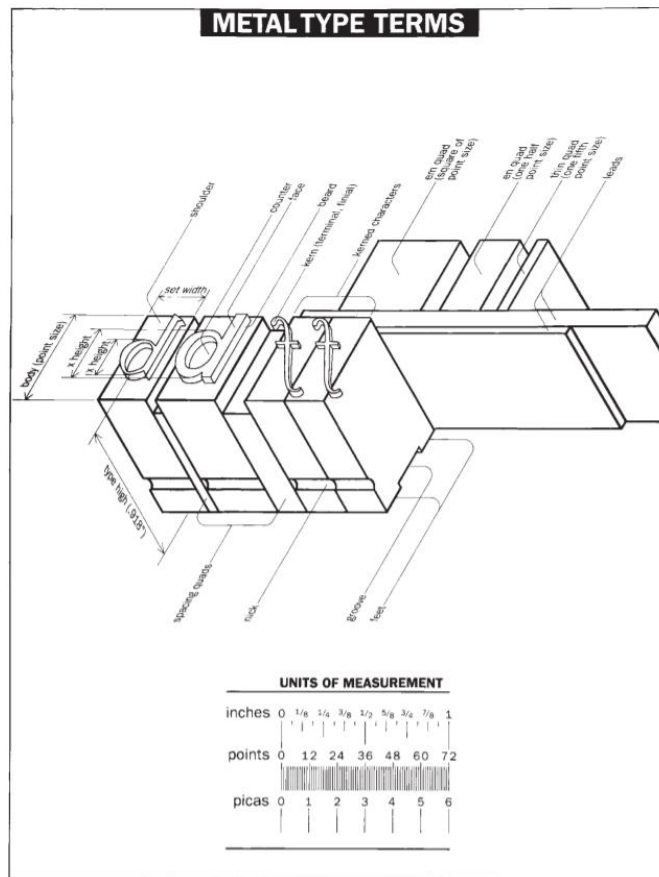 METAL TYPE TERMS
shoulder
counter
face
beard
kern (terminal, finial)
kerned characters
em quad
(square of
point size)
en quad
(one half
point size)
thin quad
(one fifth
point size)
leads
set width
body (point size)
x height
x height
type high (.918")
spacing quads
nick
groove
feet
UNITS OF MEASUREMENT
inches 0 1/8 1/4 3/8 1/2 5/8 3/4 7/8 1
points 0 12 24 36 48 60 72
picas 0 1 2 3 4 5 6